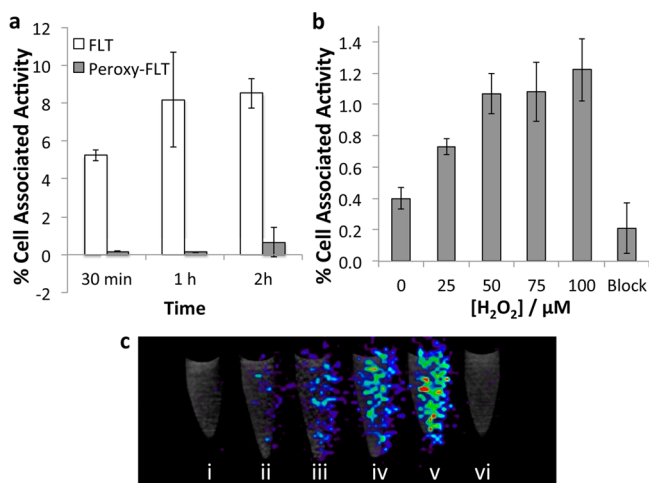 a
FLT
Peroxy-FLT
% Cell Associated Activity
12
10
8
6
4
2
0
-2
30 min 1 h 2h
Time
b
% Cell Associated Activity
1.4
1.2
1.0
0.8
0.6
0.4
0.2
0.0
0 25 50 75 100 Block
[H₂O₂] / μM
c
i ii iii iv v vi